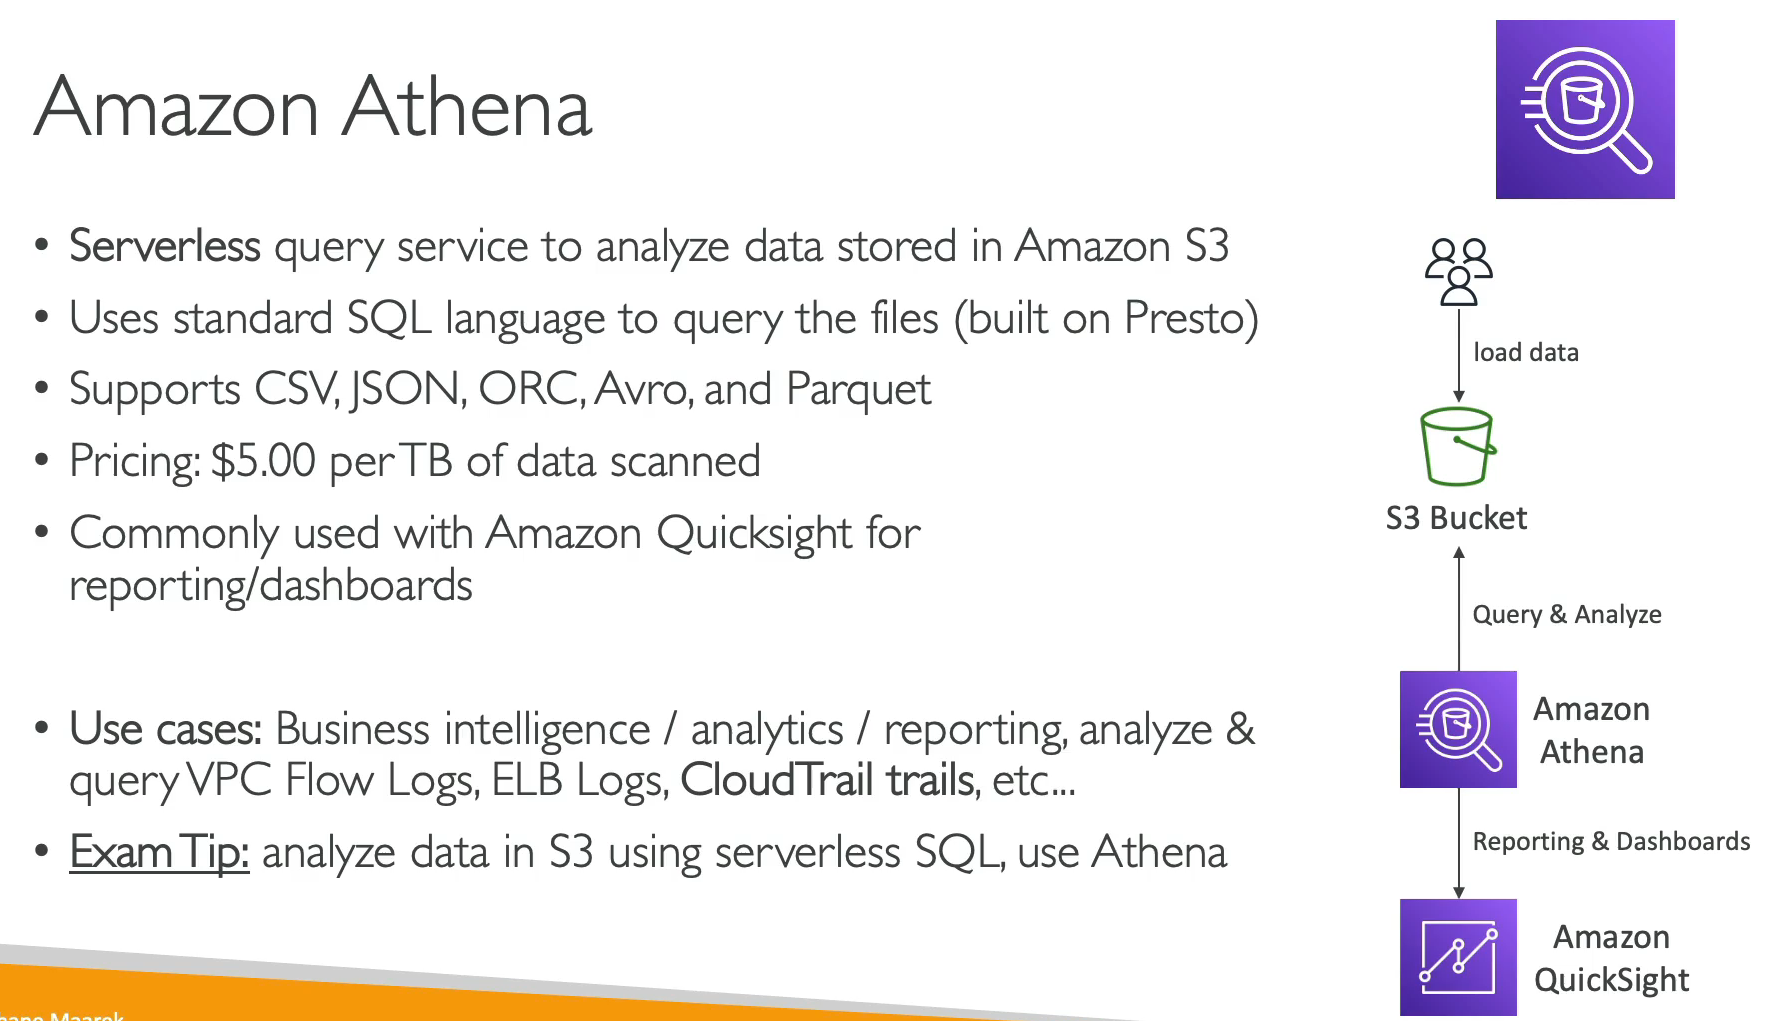 Amazon Athena
• Serverless query service to analyze data stored in Amazon S3
• Uses standard SQL language to query the files (built on Presto)
• Supports CSV, JSON, ORC, Avro, and Parquet
• Pricing: $5.00 per TB of data scanned
• Commonly used with Amazon Quicksight for
reporting/dashboards
• Use cases: Business intelligence / analytics / reporting, analyze &
query VPC Flow Logs, ELB Logs, CloudTrail trails, etc...
• Exam Tip: analyze data in S3 using serverless SQL, use Athena
load data
S3 Bucket
Query & Analyze
Amazon
Athena
Reporting & Dashboards
Amazon
QuickSight
Maarek